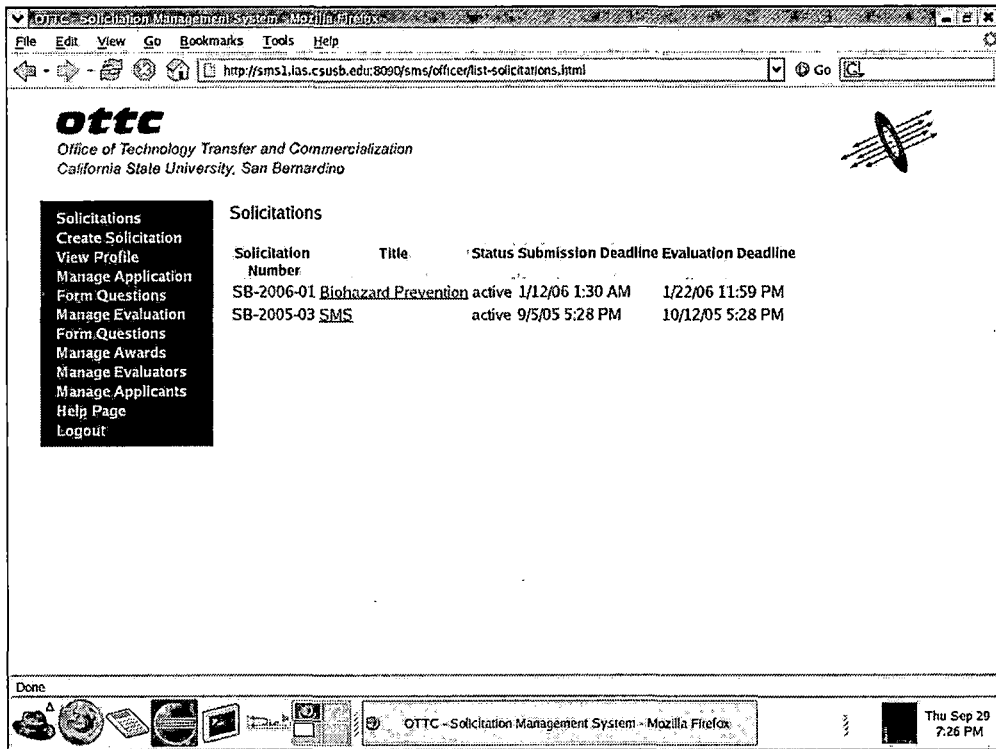 OTTC - Solicitation Management System - Mozilla Firefox
File Edit View Go Bookmarks Tools Help
http://sms1.ias.csusb.edu:8090/sms/officer/list-solicitations.html Go
ottc
Office of Technology Transfer and Commercialization
California State University, San Bernardino
Solicitations
Create Solicitation
View Profile
Manage Application
Form Questions
Manage Evaluation
Form Questions
Manage Awards
Manage Evaluators
Manage Applicants
Help Page
Logout
Solicitations
Solicitation Number Title Status Submission Deadline Evaluation Deadline
SB-2006-01 Biohazard Prevention active 1/12/06 1:30 AM 1/22/06 11:59 PM
SB-2005-03 SMS active 9/5/05 5:28 PM 10/12/05 5:28 PM
Done
OTTC - Solicitation Management System - Mozilla Firefox
Thu Sep 29
7:26 PM